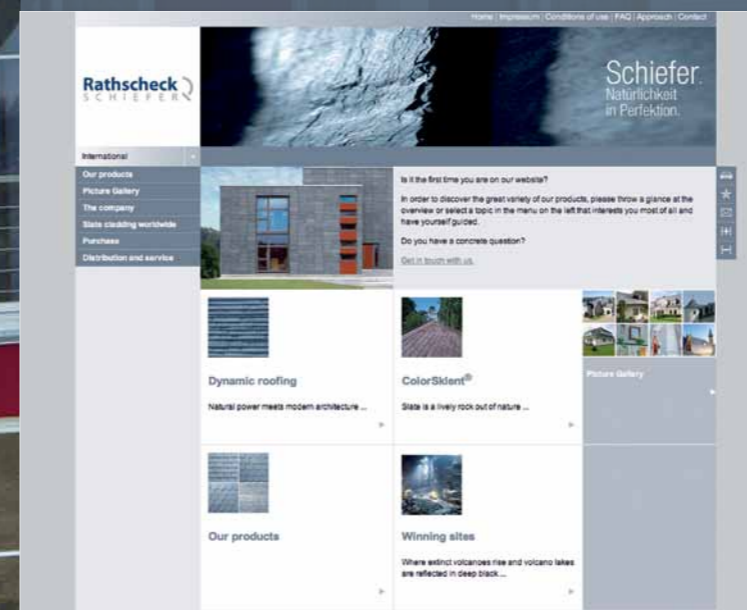 Home | Impressum | Conditions of use | FAQ | Approach | Contact
Rathscheck
SCHIEFER
Schiefer.
Natürlichkeit
in Perfektion.
International
Our products
Picture Gallery
The company
Slate cladding worldwide
Purchase
Distribution and service
Is it the first time you are on our website?
In order to discover the great variety of our products, please throw a glance at the
overview or select a topic in the menu on the left that interests you most of all and
have yourself guided.
Do you have a concrete question?
Get in touch with us.
Dynamic roofing
Natural power meets modern architecture ...
ColorSklent®
Slate is a lively rock out of nature ...
Picture Gallery
Our products
Winning sites
Where extinct volcanoes rise and volcano lakes
are reflected in deep black ...